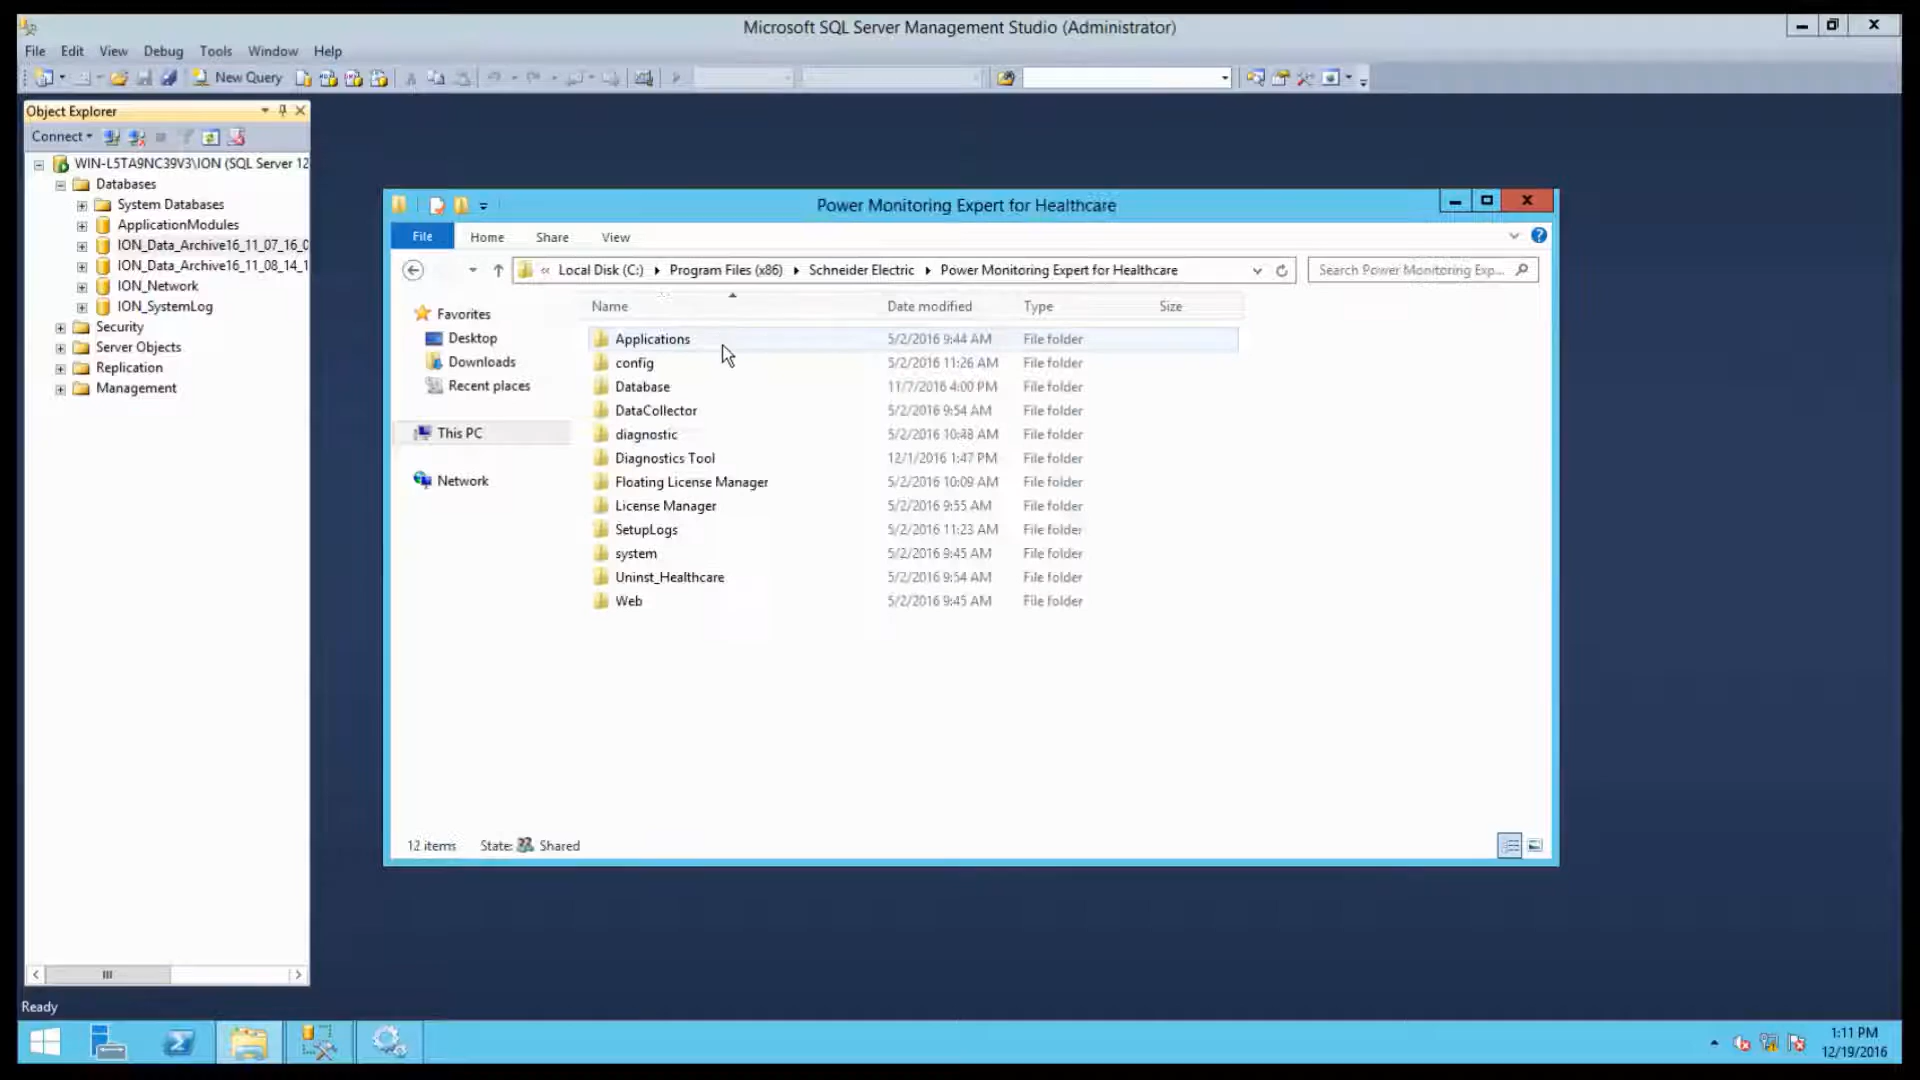 Microsoft SQL Server Management Studio (Administrator)
File Edit View Debug Tools Window Help
New Query
Object Explorer
Connect
WIN-L5TA9NC39V3\ION (SQL Server 12
Databases
System Databases
ApplicationModules
ION_Data_Archive16_11_07_16_0
ION_Data_Archive16_11_08_14_1
ION_Network
ION_SystemLog
Security
Server Objects
Replication
Management
Power Monitoring Expert for Healthcare
File Home Share View
« Local Disk (C:) Program Files (x86) Schneider Electric Power Monitoring Expert for Healthcare
Search Power Monitoring Exp...
Favorites
Desktop
Downloads
Recent places
This PC
Network
Name Date modified Type Size
Applications 5/2/2016 9:44 AM File folder
config 5/2/2016 11:26 AM File folder
Database 11/7/2016 4:00 PM File folder
DataCollector 5/2/2016 9:54 AM File folder
diagnostic 5/2/2016 10:38 AM File folder
Diagnostics Tool 12/1/2016 1:47 PM File folder
Floating License Manager 5/2/2016 10:09 AM File folder
License Manager 5/2/2016 9:55 AM File folder
SetupLogs 5/2/2016 11:23 AM File folder
system 5/2/2016 9:45 AM File folder
Uninst_Healthcare 5/2/2016 9:54 AM File folder
Web 5/2/2016 9:45 AM File folder
12 items State: Shared
Ready
1:11 PM
12/19/2016